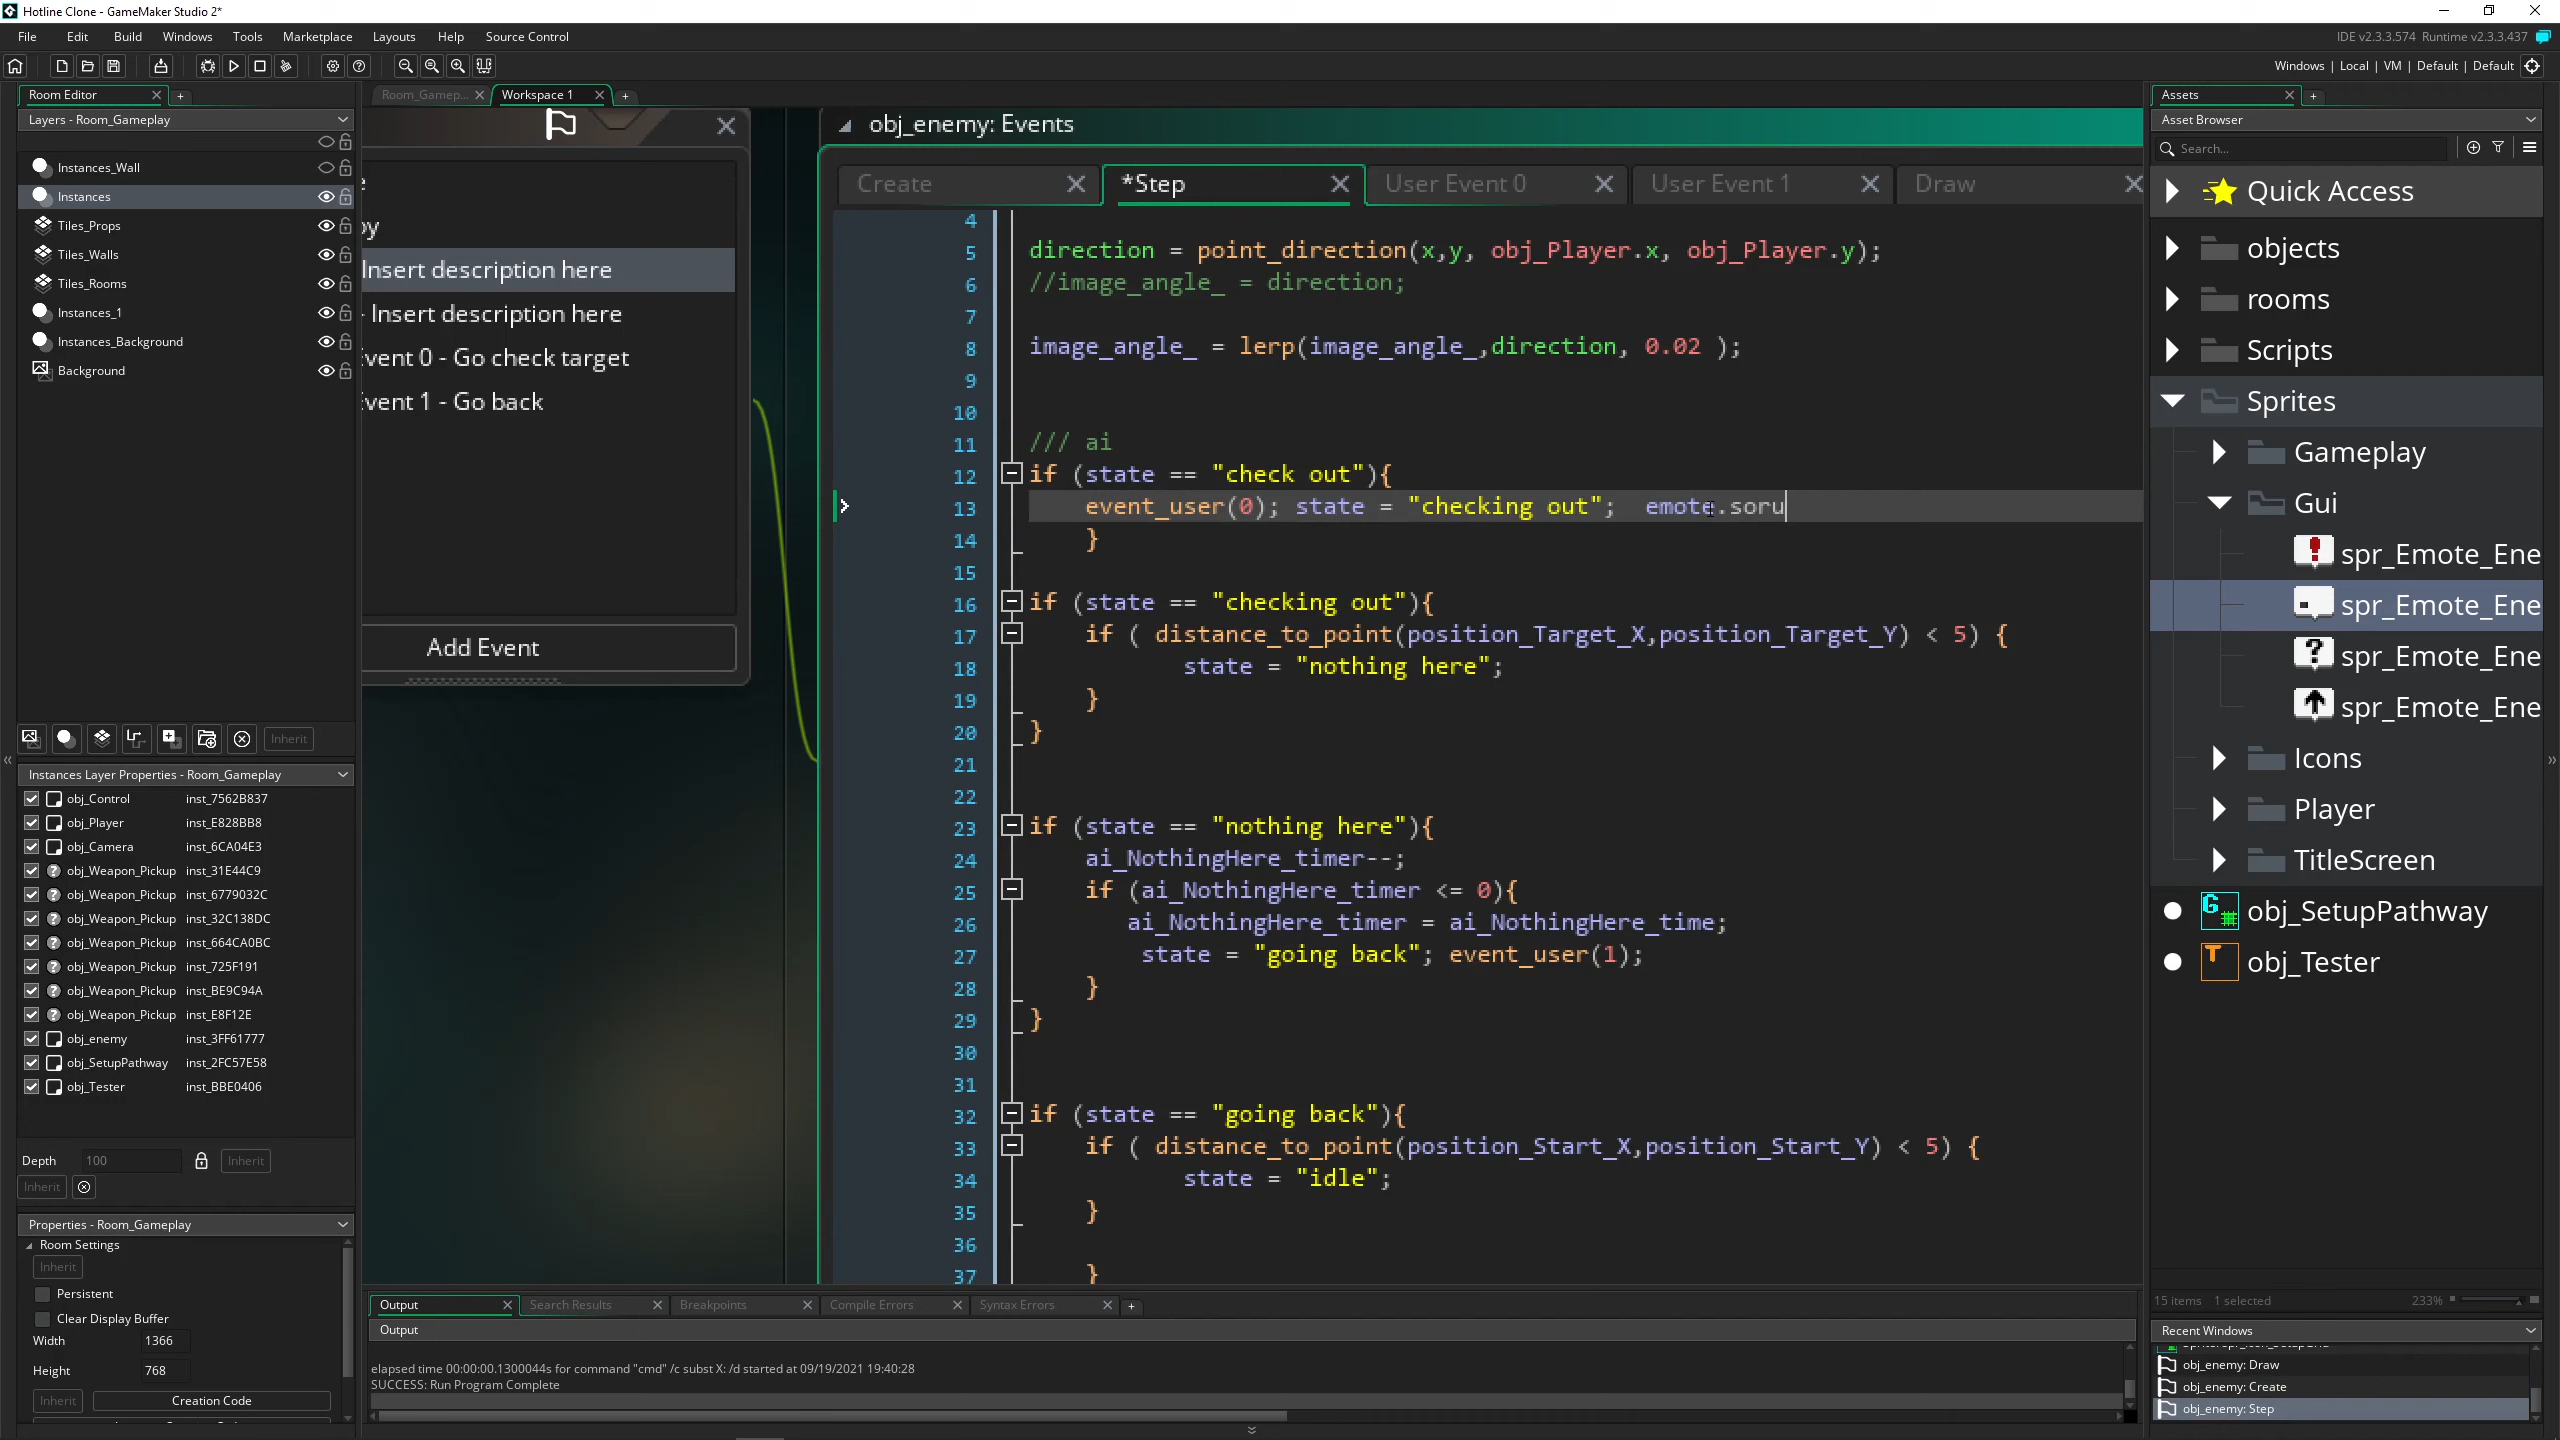 Hotline Clone - GameMaker Studio 2*
File Edit Build Windows Tools Marketplace Layouts Help Source Control
IDE v2.3.3.574 Runtime v2.3.3.437
Windows | Local | VM | Default | Default
Room Editor
Layers - Room_Gameplay
Instances_Wall
Instances
Tiles_Props
Tiles_Walls
Tiles_Rooms
Instances_1
Instances_Background
Background
Inherit
Instances Layer Properties - Room_Gameplay
obj_Control inst_7562B837
obj_Player inst_E828BB8
obj_Camera inst_6CA04E3
obj_Weapon_Pickup inst_31E44C9
obj_Weapon_Pickup inst_6779032C
obj_Weapon_Pickup inst_32C138DC
obj_Weapon_Pickup inst_664CA0BC
obj_Weapon_Pickup inst_725F191
obj_Weapon_Pickup inst_BE9C94A
obj_Weapon_Pickup inst_E8F12E
obj_enemy inst_3FF61777
obj_SetupPathway inst_2FC57E58
obj_Tester inst_BBE0406
Depth 100 Inherit
Inherit
Properties - Room_Gameplay
Room Settings
Inherit
Persistent
Clear Display Buffer
Width 1366
Height 768
Inherit Creation Code
Room_Gamep...
Workspace 1
Insert description here
- Insert description here
Event 0 - Go check target
Event 1 - Go back
Add Event
obj_enemy: Events
Create *Step User Event 0 User Event 1 Draw
4
5 direction = point_direction(x,y, obj_Player.x, obj_Player.y);
6 //image_angle_ = direction;
7
8 image_angle_ = lerp(image_angle_,direction, 0.02 );
9
10
11 /// ai
12 if (state == "check out"){
13 event_user(0); state = "checking out"; emote.soru
14 }
15
16 if (state == "checking out"){
17 if ( distance_to_point(position_Target_X,position_Target_Y) < 5) {
18 state = "nothing here";
19 }
20 }
21
22
23 if (state == "nothing here"){
24 ai_NothingHere_timer--;
25 if (ai_NothingHere_timer <= 0){
26 ai_NothingHere_timer = ai_NothingHere_time;
27 state = "going back"; event_user(1);
28 }
29 }
30
31
32 if (state == "going back"){
33 if ( distance_to_point(position_Start_X,position_Start_Y) < 5) {
34 state = "idle";
35 }
36
37 }
Output Search Results Breakpoints Compile Errors Syntax Errors
Output
elapsed time 00:00:00.1300044s for command "cmd" /c subst X: /d started at 09/19/2021 19:40:28
SUCCESS: Run Program Complete
Assets
Asset Browser
Search...
Quick Access
objects
rooms
Scripts
Sprites
Gameplay
Gui
spr_Emote_Ene
spr_Emote_Ene
spr_Emote_Ene
spr_Emote_Ene
Icons
Player
TitleScreen
obj_SetupPathway
obj_Tester
15 items 1 selected 233%
Recent Windows
obj_enemy: Draw
obj_enemy: Create
obj_enemy: Step